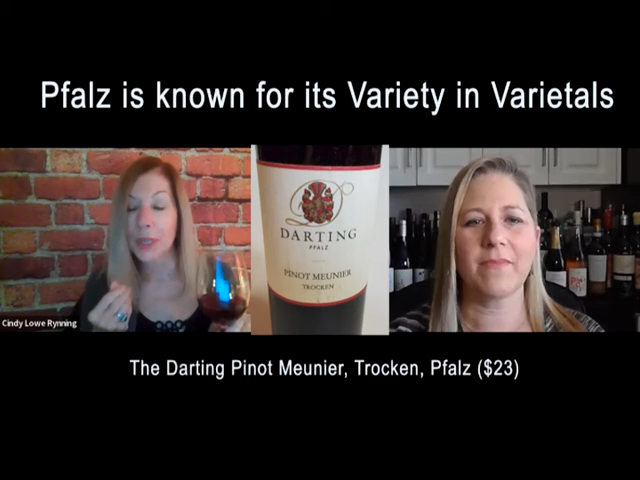 Pfalz is known for its Variety in Varietals
DARTING
PFALZ
PINOT MEUNIER
TROCKEN
Cindy Lowe Rynning
The Darting Pinot Meunier, Trocken, Pfalz ($23)